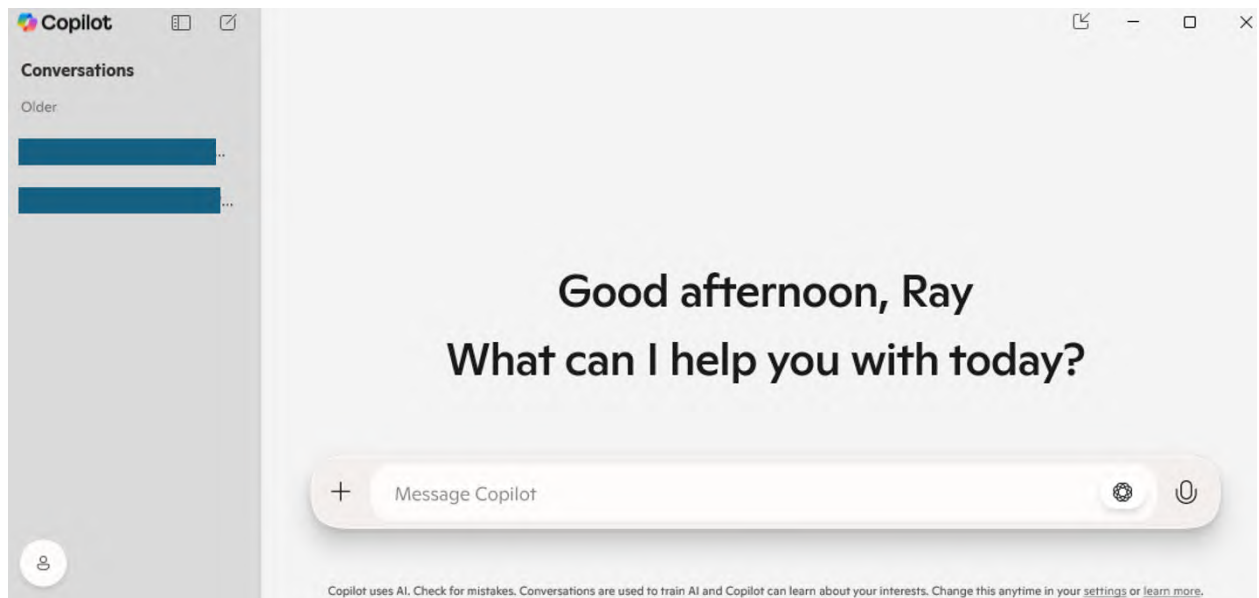 Copilot
Conversations
Older
...
...
Good afternoon, Ray
What can I help you with today?
Message Copilot
Copilot uses AI. Check for mistakes. Conversations are used to train AI and Copilot can learn about your interests. Change this anytime in your settings or learn more.